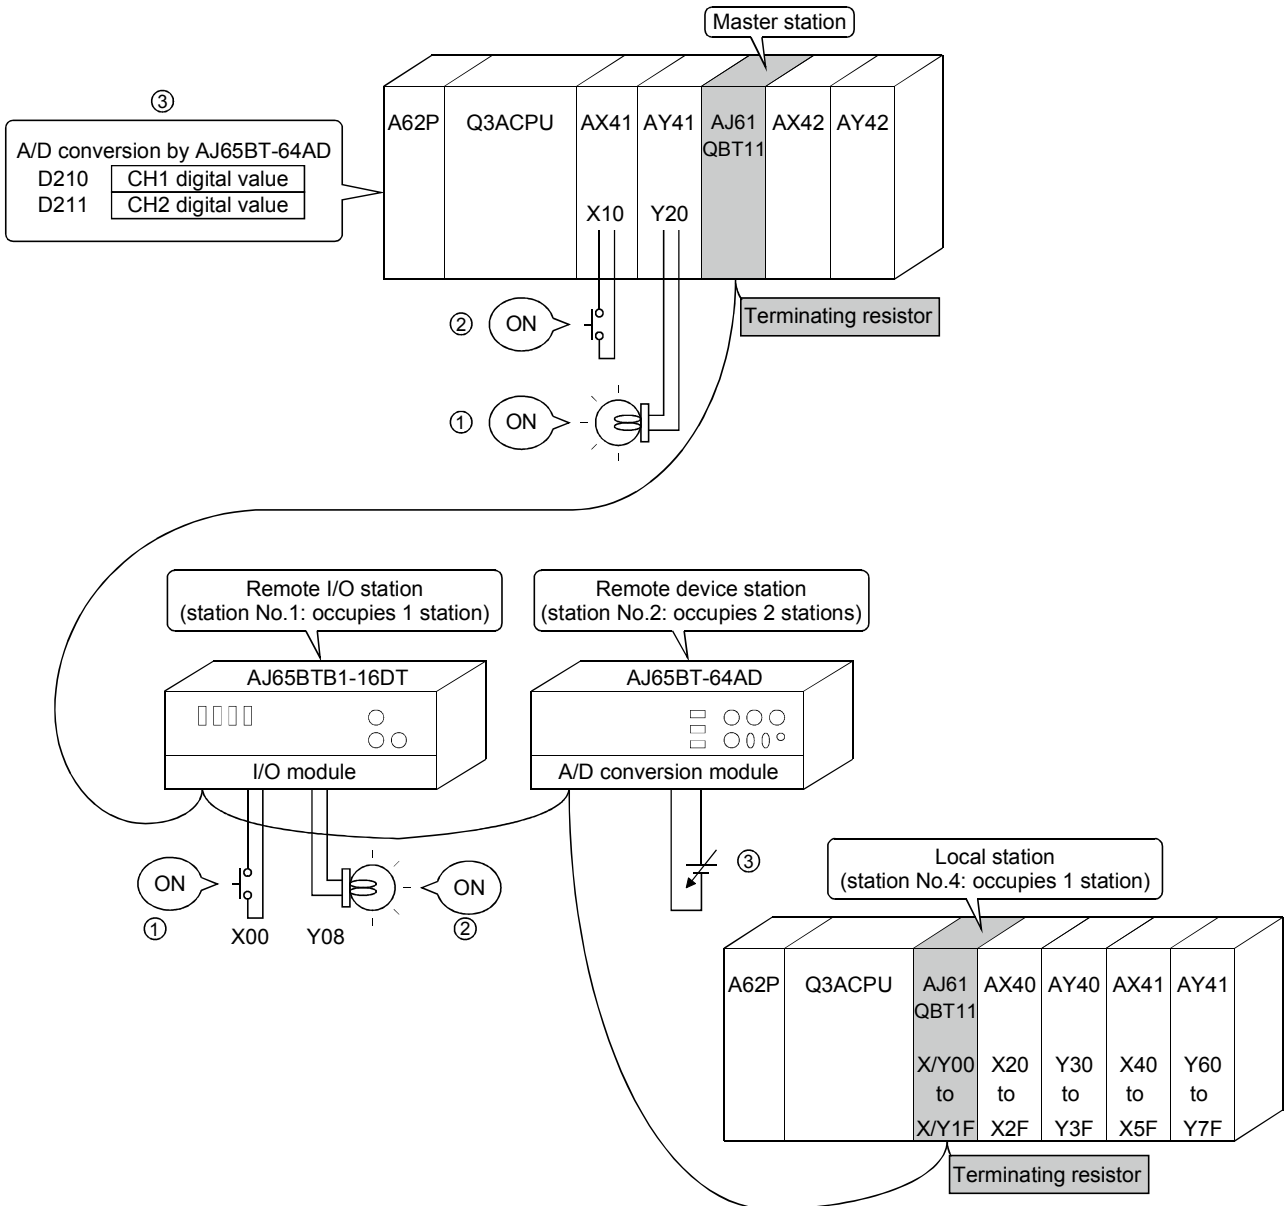 Master station
③
A/D conversion by AJ65BT-64AD
D210 CH1 digital value
D211 CH2 digital value
A62P Q3ACPU AX41 AY41 AJ61 QBT11 AX42 AY42
X10 Y20
② ON
Terminating resistor
① ON
Remote I/O station
(station No.1: occupies 1 station)
Remote device station
(station No.2: occupies 2 stations)
AJ65BTB1-16DT
I/O module
AJ65BT-64AD
A/D conversion module
ON
①
X00
Y08
ON
②
③
Local station
(station No.4: occupies 1 station)
A62P Q3ACPU AJ61 QBT11 AX40 AY40 AX41 AY41
X/Y00 X20 Y30 X40 Y60
to to to to to
X/Y1F X2F Y3F X5F Y7F
Terminating resistor